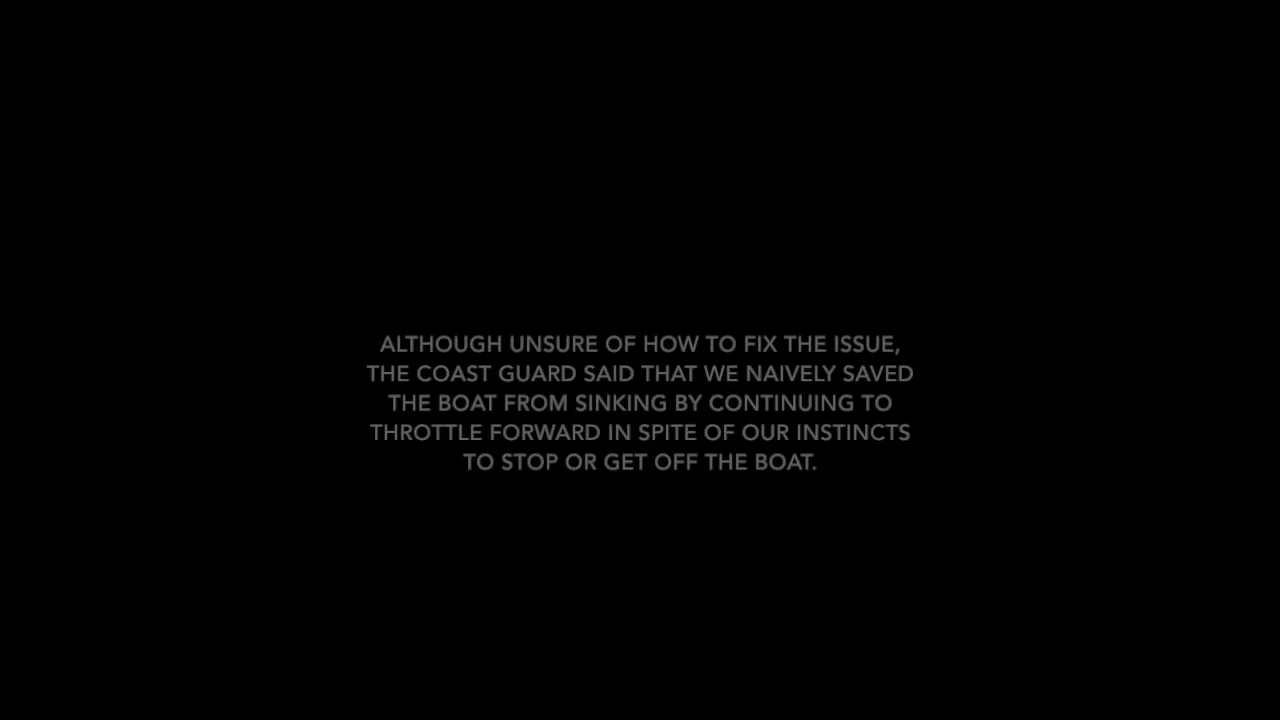 ALTHOUGH UNSURE OF HOW TO FIX THE ISSUE,
THE COAST GUARD SAID THAT WE NAIVELY SAVED
THE BOAT FROM SINKING BY CONTINUING TO
THROTTLE FORWARD IN SPITE OF OUR INSTINCTS
TO STOP OR GET OFF THE BOAT.